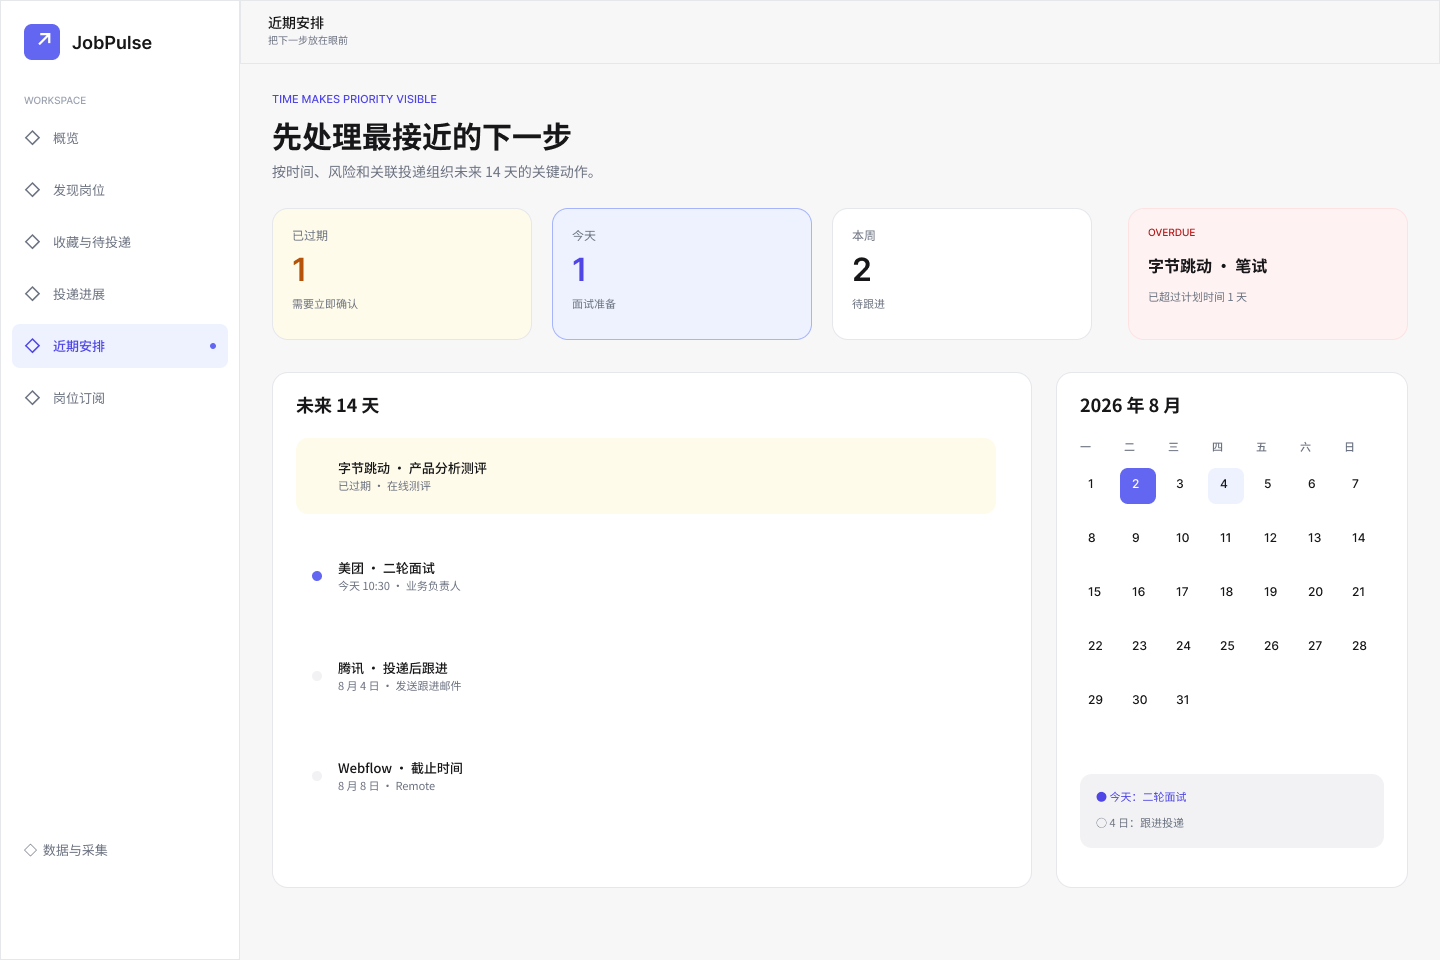 JobPulse
WORKSPACE
概览
发现岗位
收藏与待投递
投递进展
近期安排
岗位订阅
数据与采集
近期安排
把下一步放在眼前
TIME MAKES PRIORITY VISIBLE
先处理最接近的下一步
按时间、风险和关联投递组织未来 14 天的关键动作。
已过期
1
需要立即确认
今天
1
面试准备
本周
2
待跟进
OVERDUE
字节跳动 · 笔试
已超过计划时间 1 天
未来 14 天
字节跳动 · 产品分析测评
已过期 · 在线测评
美团 · 二轮面试
今天 10:30 · 业务负责人
腾讯 · 投递后跟进
8 月 4 日 · 发送跟进邮件
Webflow · 截止时间
8 月 8 日 · Remote
2026 年 8 月
一 二 三 四 五 六 日
1 2 3 4 5 6 7
8 9 10 11 12 13 14
15 16 17 18 19 20 21
22 23 24 25 26 27 28
29 30 31
今天：二轮面试
4 日：跟进投递